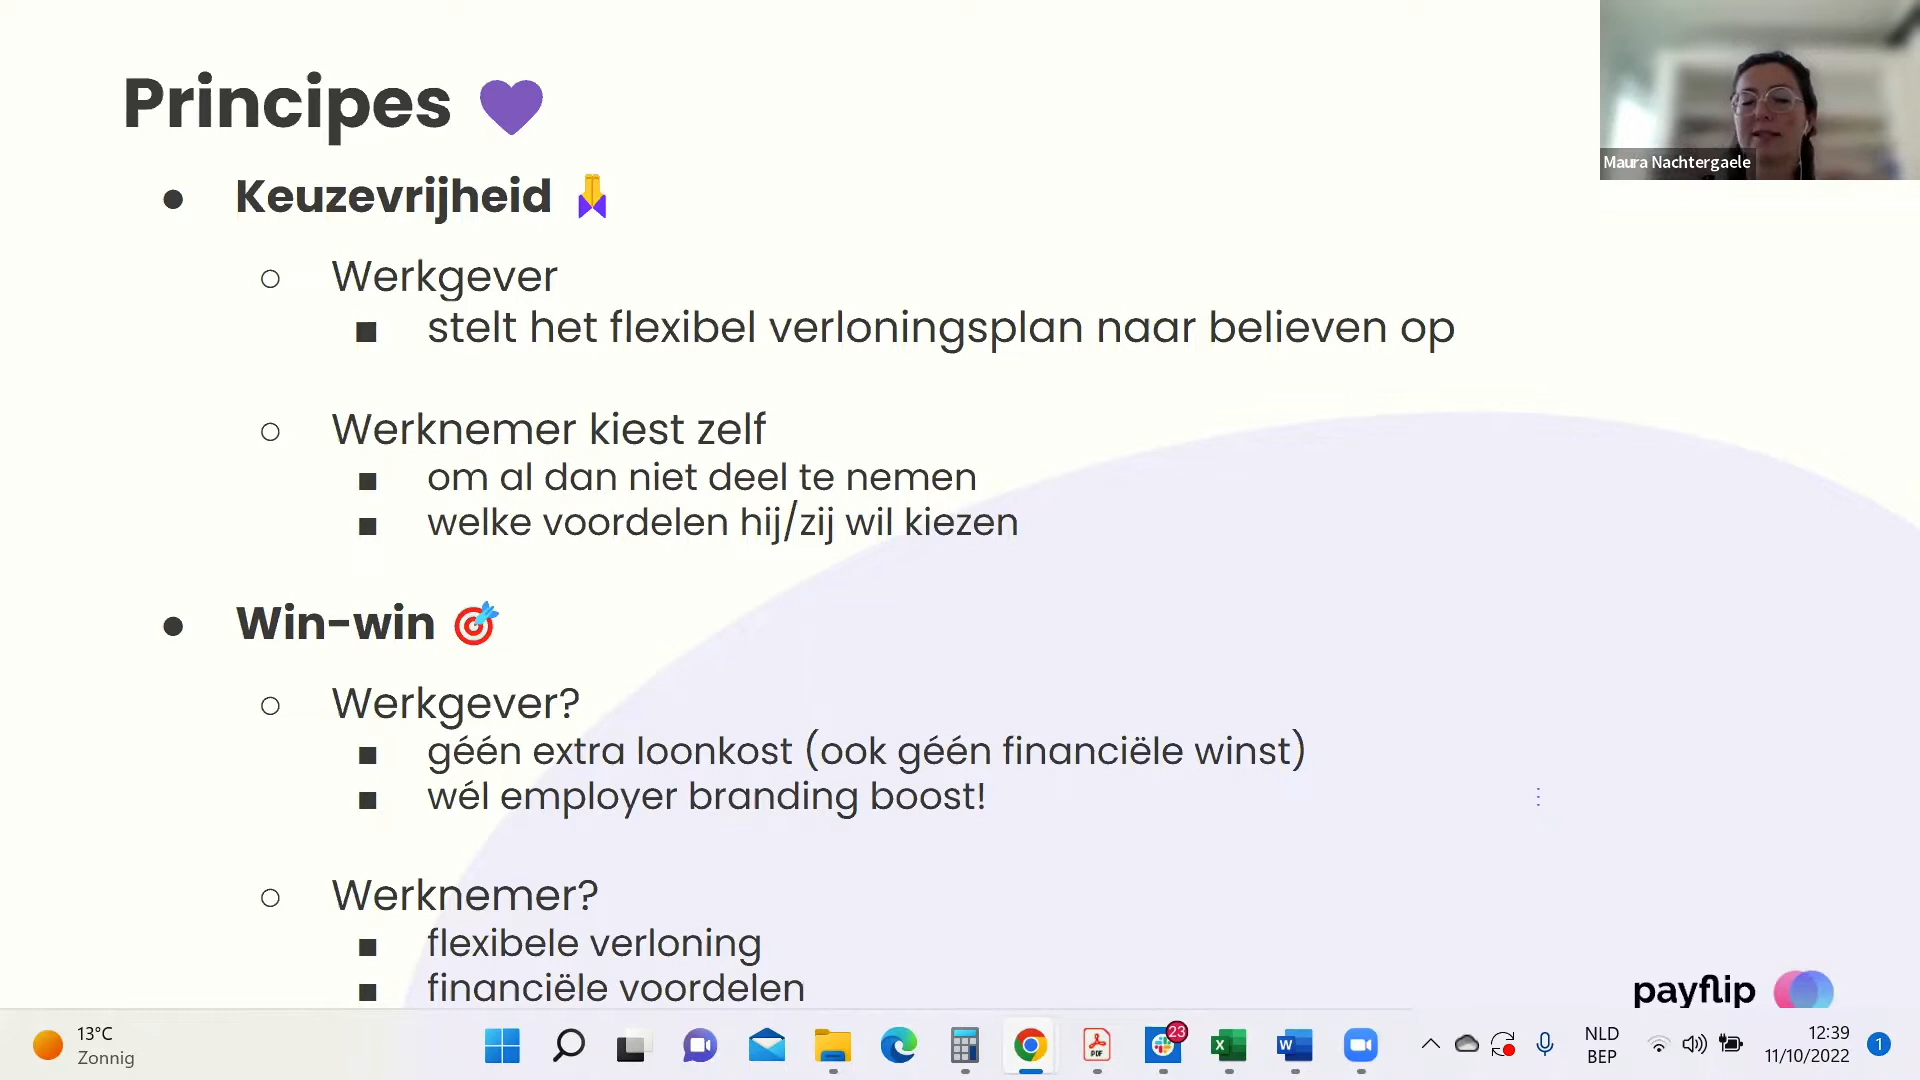 Principes
Keuzevrijheid
Werkgever
stelt het flexibel verloningsplan naar believen op
Werknemer kiest zelf
om al dan niet deel te nemen
welke voordelen hij/zij wil kiezen
Win-win
Werkgever?
géén extra loonkost (ook géén financiële winst)
wél employer branding boost!
Werknemer?
flexibele verloning
financiële voordelen
Maura Nachtergaele
payflip
13°C
Zonnig
PDF
23
X
W
NLD
BEP
12:39
11/10/2022
1